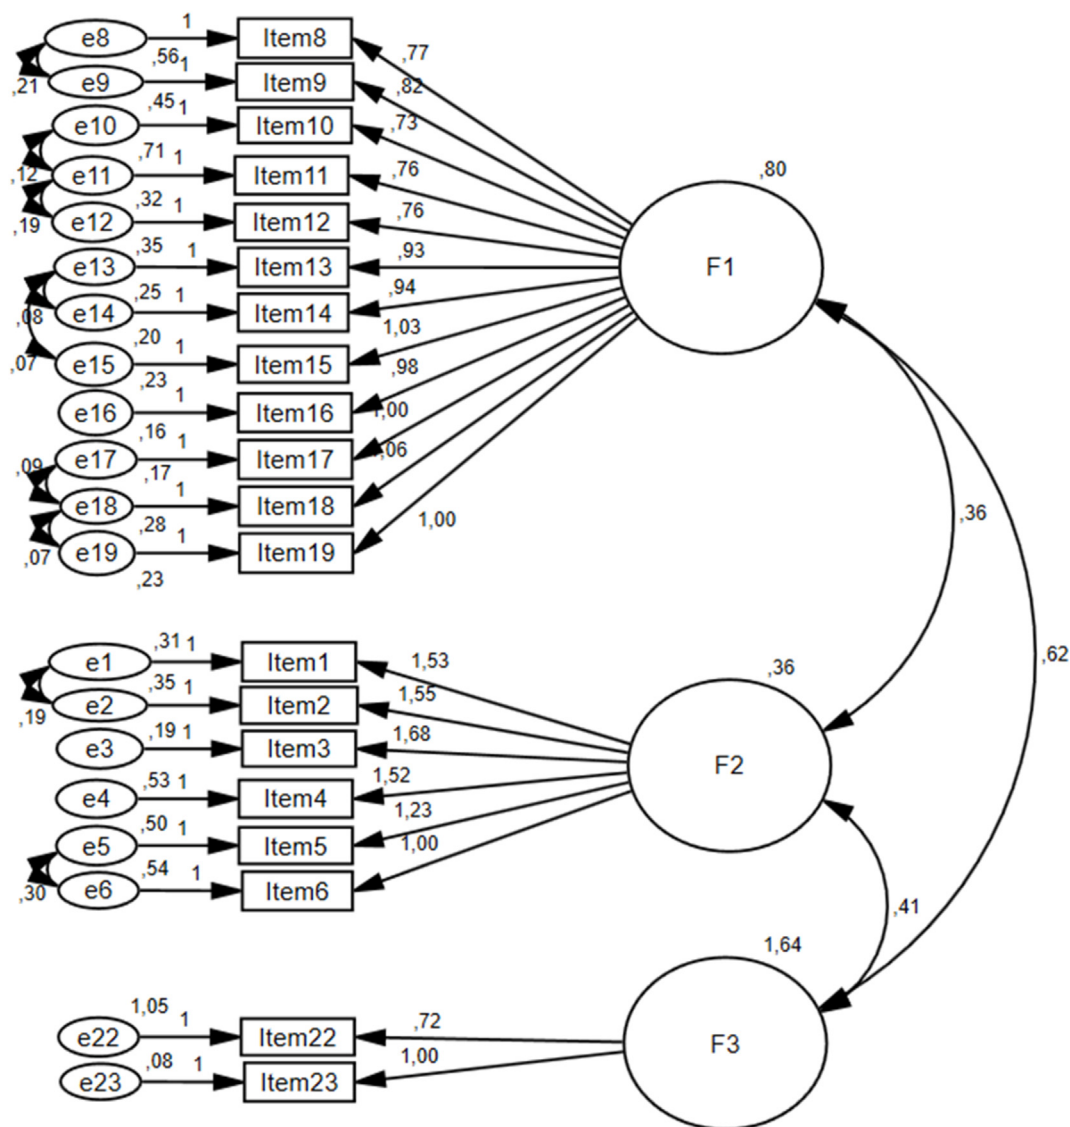 e8 1 Item8 ,77
,56
,21 e9 1 Item9 ,82
,45
e10 1 Item10 ,73
,71
,12 e11 1 Item11 ,76
,80
,32
,19 e12 1 Item12 ,76
,35
e13 1 Item13 ,93 F1
,25
,08 e14 1 Item14 ,94
,20
,07 e15 1 Item15 1,03
,23
e16 1 Item16 ,98
,16
,09 e17 1 Item17 1,00
,17
e18 1 Item18 ,06
,28
,07 e19 1 Item19 1,00
,23
,36
,62
,31
e1 1 Item1 1,53
,36
,35
,19 e2 1 Item2 1,55
,19
e3 1 Item3 1,68
F2
,53
e4 1 Item4 1,52
,50
e5 1 Item5 1,23
,54
,30 e6 1 Item6 1,00
,41
1,64
1,05
e22 1 Item22 ,72
F3
,08
e23 1 Item23 1,00